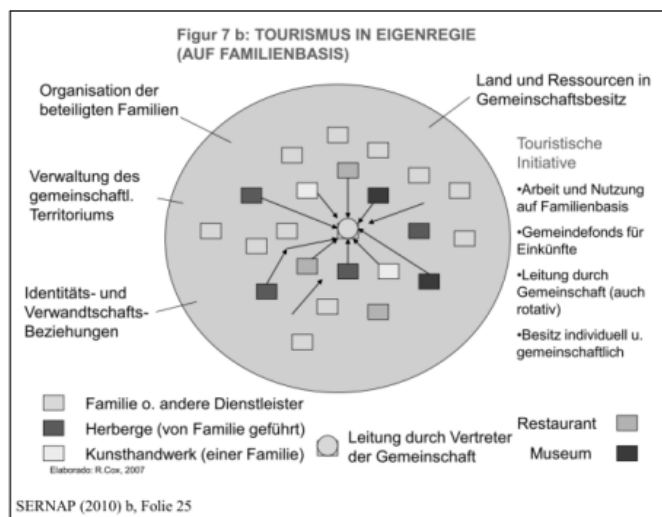 Figur 7 b: TOURISMUS IN EIGENREGIE
(AUF FAMILIENBASIS)
Organisation der
beteiligten Familien
Land und Ressourcen in
Gemeinschaftsbesitz
Verwaltung des
gemeinschaftl.
Territoriums
Identitäts- und
Verwandtschafts-
Beziehungen
Touristische
Initiative
•Arbeit und Nutzung
auf Familienbasis
•Gemeindefonds für
Einkünfte
•Leitung durch
Gemeinschaft (auch
rotativ)
•Besitz individuell u.
gemeinschaftlich
Familie o. andere Dienstleister
Herberge (von Familie geführt)
Kunsthandwerk (einer Familie)
Elaborado: R.Cox, 2007
Leitung durch Vertreter
der Gemeinschaft
Restaurant
Museum
SERNAP (2010) b, Folie 25